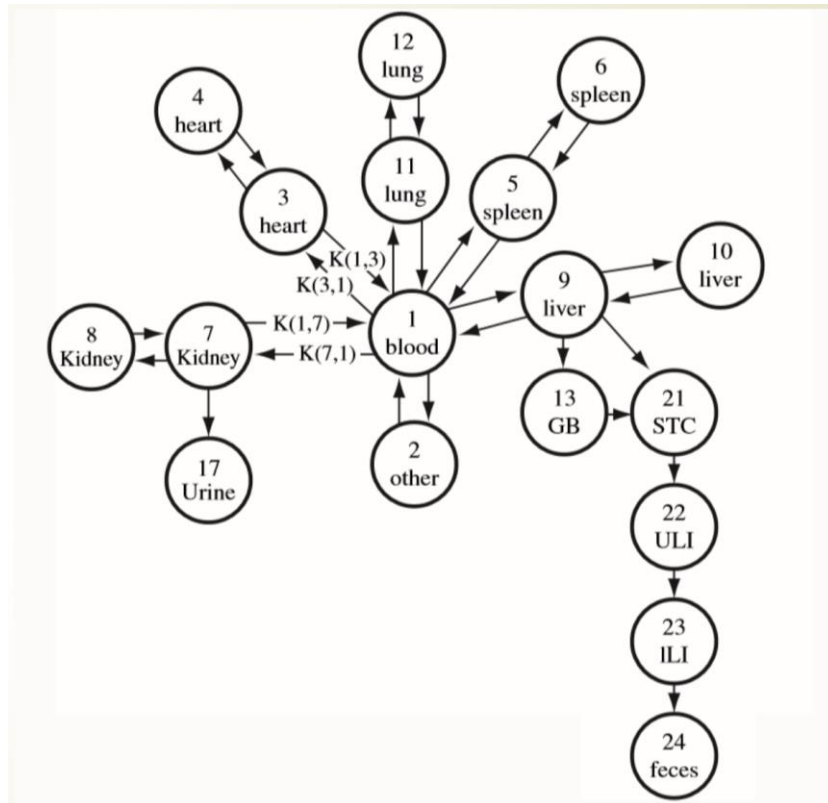 12
lung
6
spleen
4
heart
11
lung
5
spleen
3
heart
K(1,3)
K(3,1)
10
liver
9
liver
1
blood
8
Kidney
7
Kidney
K(1,7)
K(7,1)
13
GB
21
STC
2
other
17
Urine
22
ULI
23
lLI
24
feces